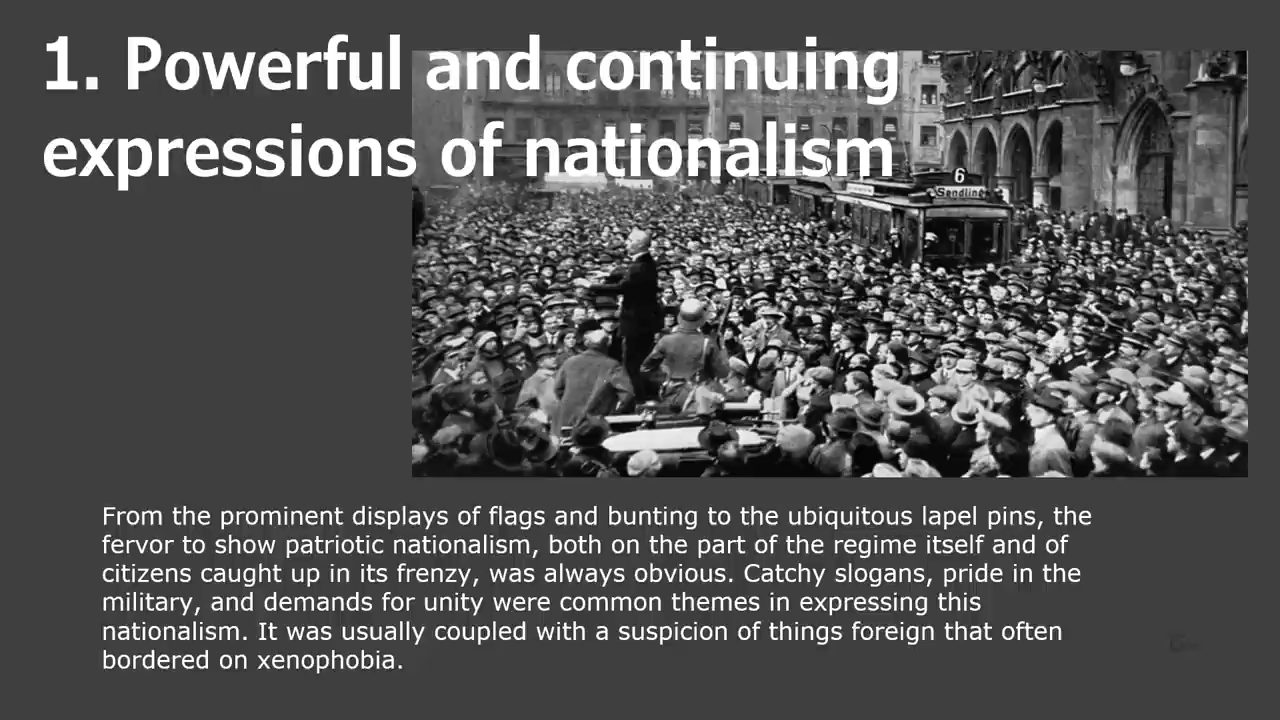 1. Powerful and continuing
expressions of nationalism
6
Sendling
From the prominent displays of flags and bunting to the ubiquitous lapel pins, the
fervor to show patriotic nationalism, both on the part of the regime itself and of
citizens caught up in its frenzy, was always obvious. Catchy slogans, pride in the
military, and demands for unity were common themes in expressing this
nationalism. It was usually coupled with a suspicion of things foreign that often
bordered on xenophobia.